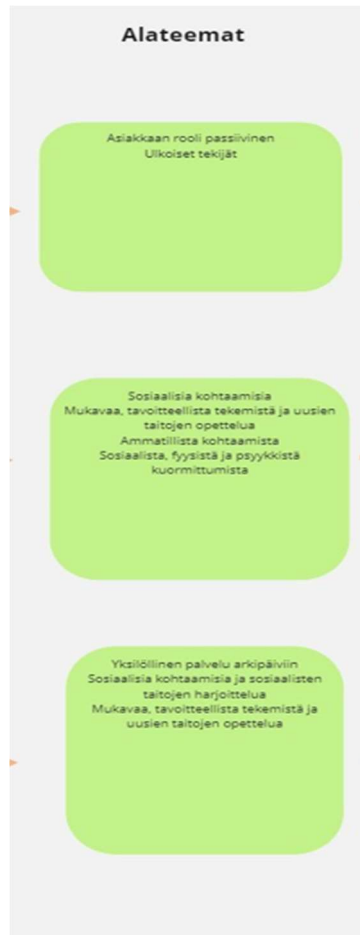 Alateemat
Asiakkaan rooli passiivinen
Ulkoiset tekijät
Sosiaalisia kohtaamisia
Mukavaa, tavoitteellista tekemistä ja uusien
taitojen opettelua
Ammatillista kohtaamista
Sosiaalista, fyysistä ja psyykkistä
kuormittumista
Yksilöllinen palvelu arkipäiviin
Sosiaalisia kohtaamisia ja sosiaalisten
taitojen harjoittelua
Mukavaa, tavoitteellista tekemistä ja
uusien taitojen opettelua